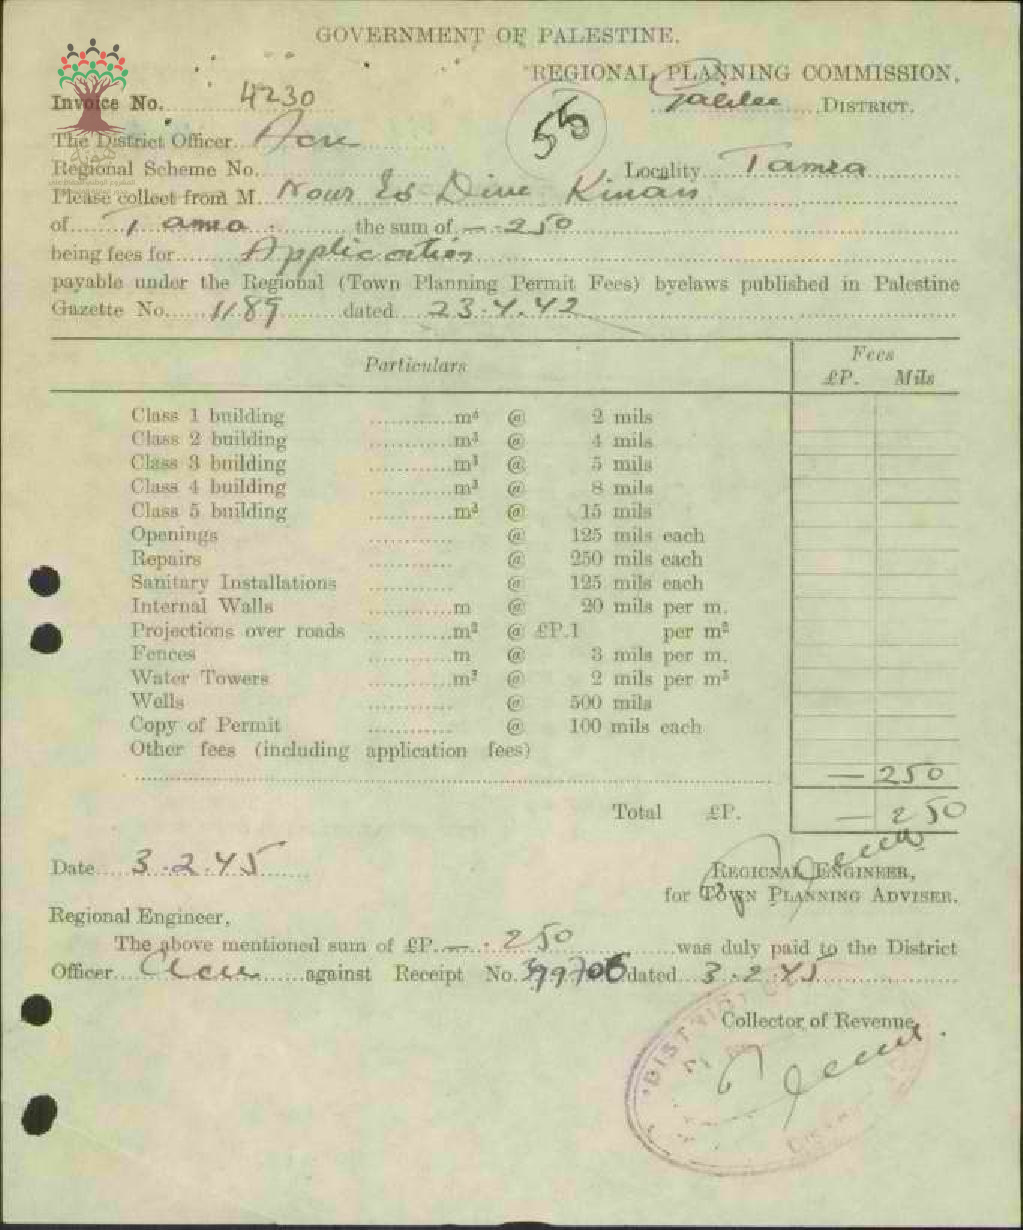 GOVERNMENT OF PALESTINE.
REGIONAL PLANNING COMMISSION,
Invoice No. 4230
Galilee DISTRICT.
55
The District Officer Acre
Regional Scheme No. Locality Tamra
Please collect from M. Nour Ed Dine Kinan
of Tamra the sum of — 250
being fees for Application
payable under the Regional (Town Planning Permit Fees) byelaws published in Palestine
Gazette No. 1189 dated 23.4.42
Particulars Fees
£P. Mils
Class 1 building m³ @ 2 mils
Class 2 building m³ @ 4 mils
Class 3 building m³ @ 5 mils
Class 4 building m³ @ 8 mils
Class 5 building m³ @ 15 mils
Openings @ 125 mils each
Repairs @ 250 mils each
Sanitary Installations @ 125 mils each
Internal Walls m @ 20 mils per m.
Projections over roads m² @ £P.1 per m²
Fences m @ 3 mils per m.
Water Towers m³ @ 2 mils per m³
Wells @ 500 mils
Copy of Permit @ 100 mils each
Other fees (including application fees)
— 250
Total £P. — 250
Date 3.2.45
REGIONAL ENGINEER,
for TOWN PLANNING ADVISER.
Regional Engineer,
The above mentioned sum of £P. — . 250 was duly paid to the District
Officer Acre against Receipt No. 399706 dated 3.2.45
Collector of Revenue
DISTRICT